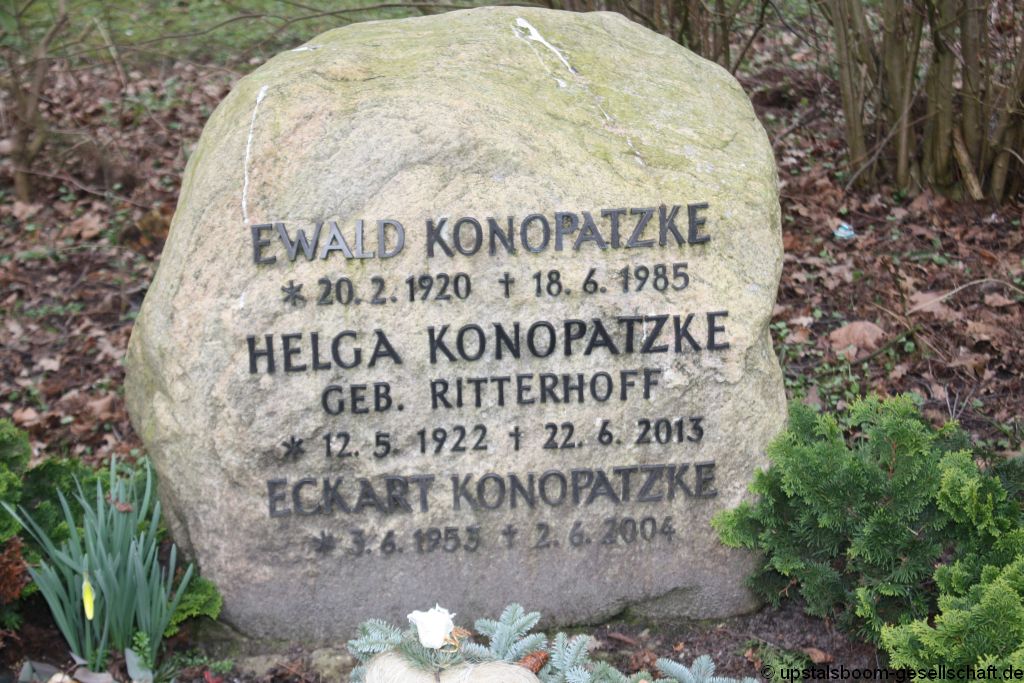 EWALD KONOPATZKE
* 20. 2. 1920 † 18. 6. 1985
HELGA KONOPATZKE
GEB. RITTERHOFF
* 12. 5. 1922 † 22. 6. 2013
ECKART KONOPATZKE
* 3. 6. 1953 † 2. 6. 2004
© upstalsboom-gesellschaft.de